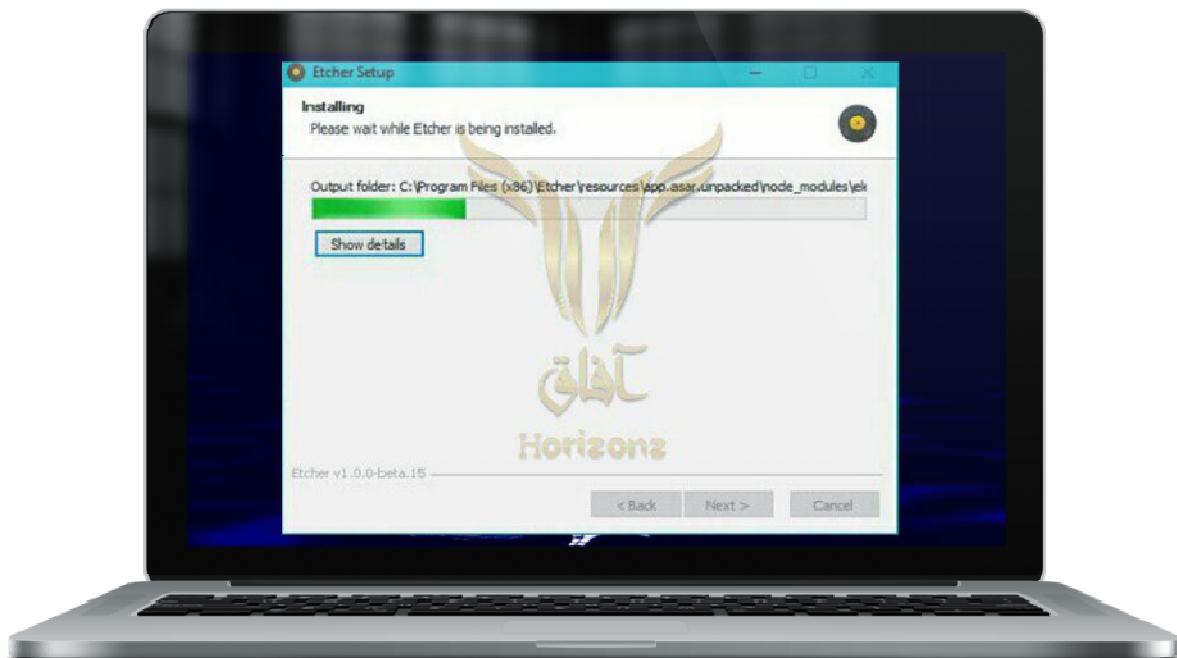 Etcher Setup
Installing
Please wait while Etcher is being installed.
Output folder: C:\Program Files (x86)\Etcher\resources\app.asar.unpacked\node_modules\ele
Show details
آفاق
Horizons
Etcher v1.0.0-beta.15
< Back Next > Cancel